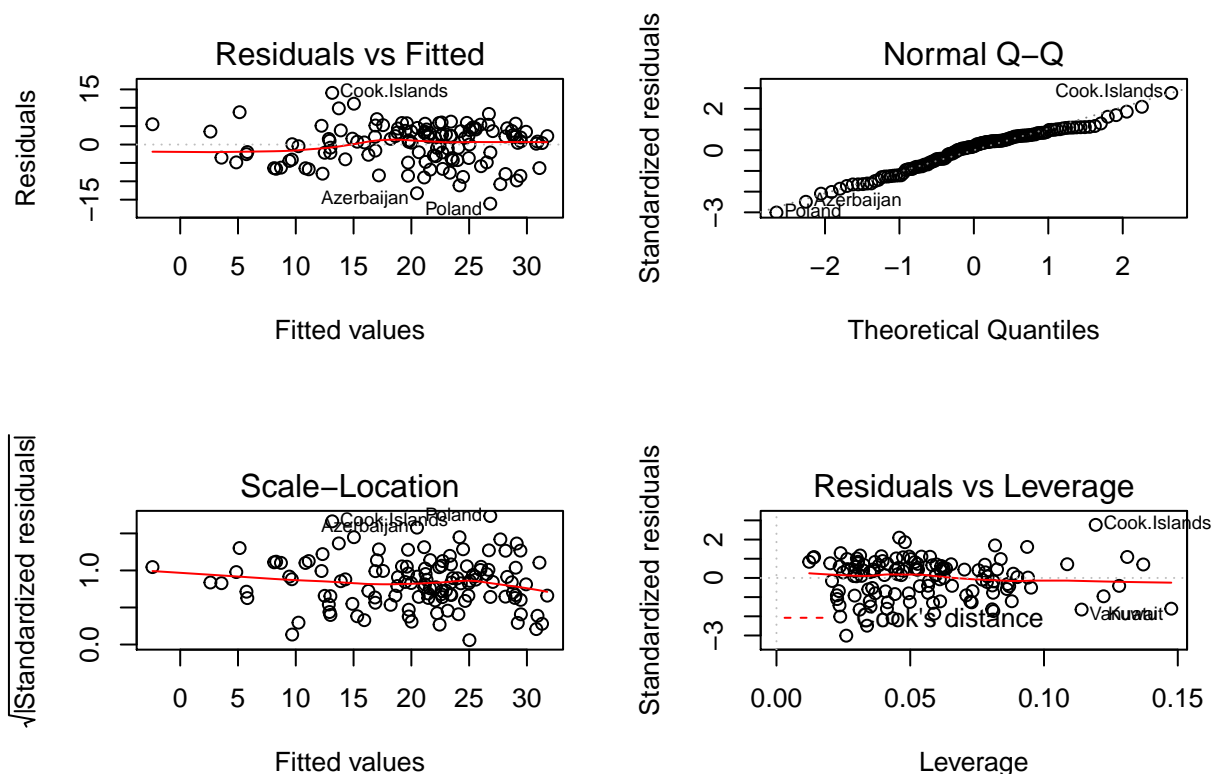 Residuals vs Fitted
Residuals
−15 0 15
Cook.Islands
Azerbaijan
Poland
0 5 10 15 20 25 30
Fitted values
Normal Q−Q
Standardized residuals
−3 0 2
Cook.Islands
Azerbaijan
Poland
−2 −1 0 1 2
Theoretical Quantiles
Scale−Location
√|Standardized residuals|
0.0 1.0
Poland
Cook.Islands
Azerbaijan
0 5 10 15 20 25 30
Fitted values
Residuals vs Leverage
Standardized residuals
−3 0 2
Cook.Islands
Cook's distance
Vanuatu
Kuwait
0.00 0.05 0.10 0.15
Leverage